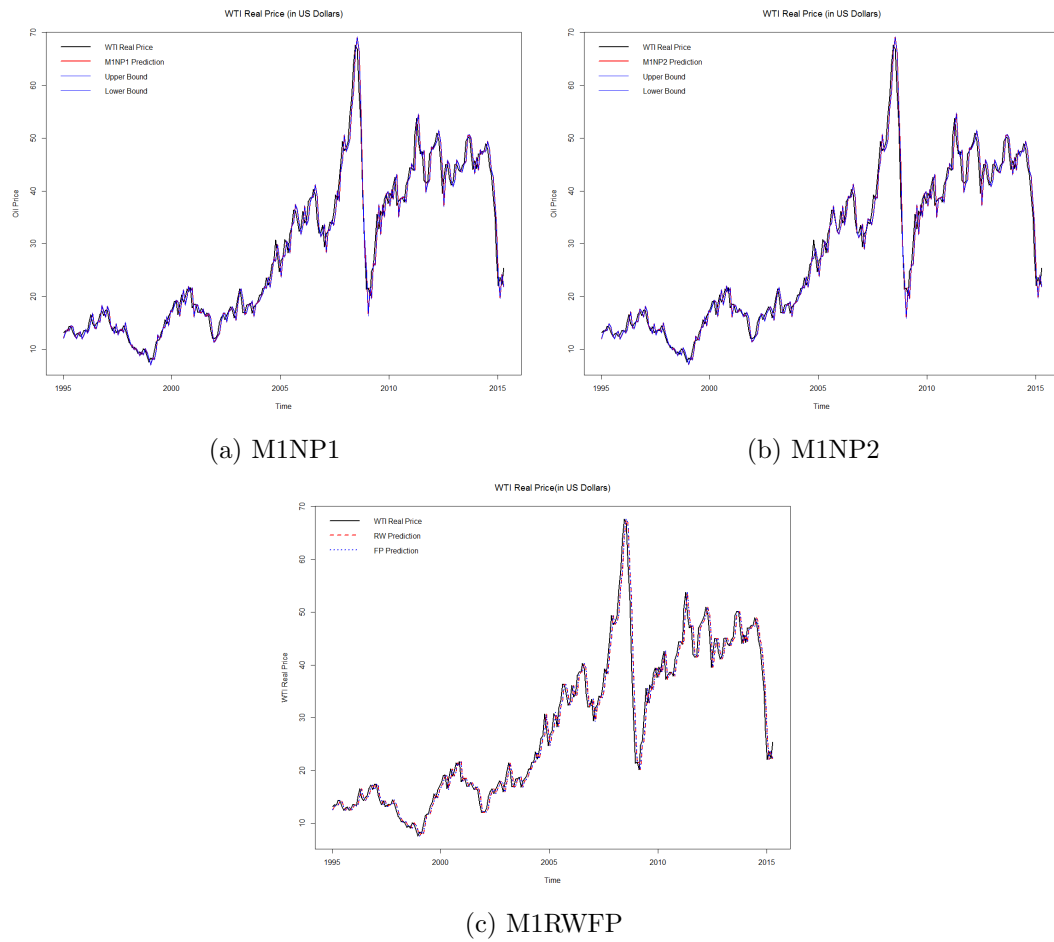 WTI Real Price (in US Dollars)
WTI Real Price
M1NP1 Prediction
Upper Bound
Lower Bound
Oil Price
70
60
50
40
30
20
10
1995
2000
2005
2010
2015
Time
(a) M1NP1
WTI Real Price (in US Dollars)
WTI Real Price
M1NP2 Prediction
Upper Bound
Lower Bound
Oil Price
70
60
50
40
30
20
10
1995
2000
2005
2010
2015
Time
(b) M1NP2
WTI Real Price(in US Dollars)
WTI Real Price
RW Prediction
FP Prediction
WTI Real Price
70
60
50
40
30
20
10
1995
2000
2005
2010
2015
Time
(c) M1RWFP